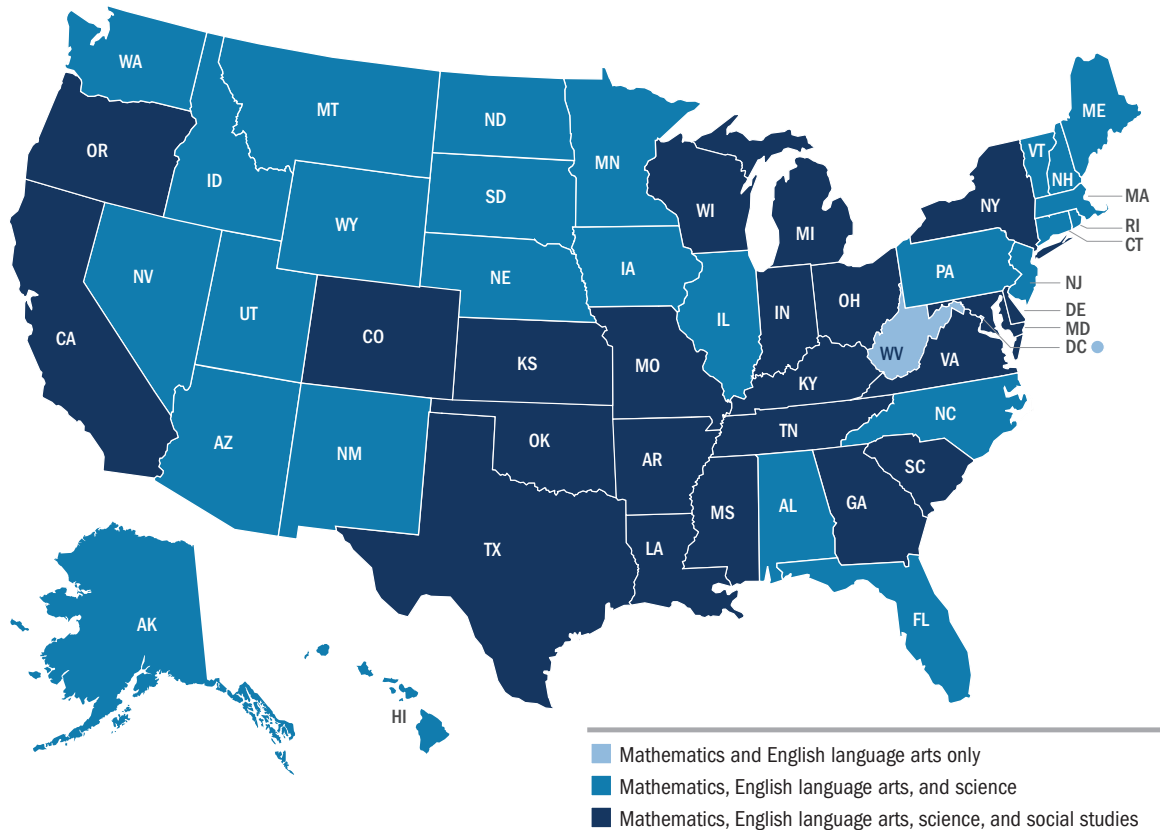 WA
MT
ND
MN
OR
ID
SD
WY
WI
MI
NY
VT
NH
ME
MA
RI
CT
NV
UT
NE
IA
IL
IN
OH
PA
NJ
DE
MD
DC
CA
CO
KS
MO
KY
WV
VA
AZ
NM
OK
AR
TN
NC
SC
TX
LA
MS
AL
GA
FL
AK
HI
Mathematics and English language arts only
Mathematics, English language arts, and science
Mathematics, English language arts, science, and social studies